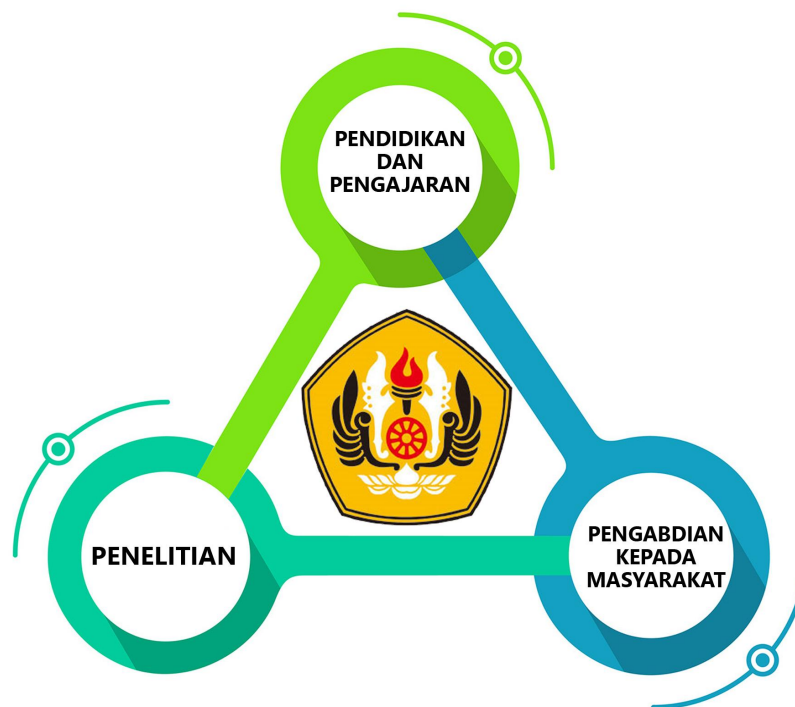 PENDIDIKAN
DAN
PENGAJARAN
PENELITIAN
PENGABDIAN
KEPADA
MASYARAKAT